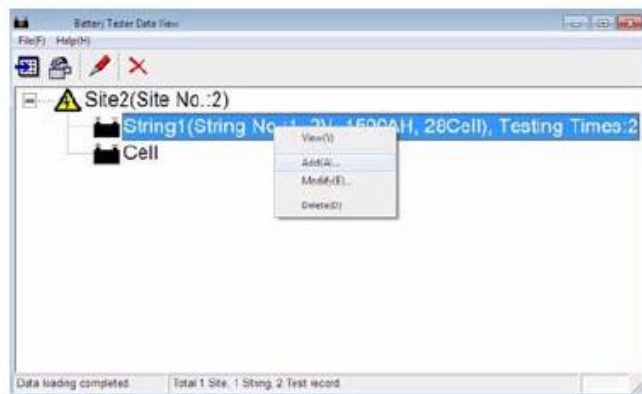 Battery Tester Data View
File(F) Help(H)
Site2(Site No.:2)
String1(String No.:1, 2V, 1500AH, 28Cell), Testing Times:2
Cell
View(V)
Add(A)...
Modify(E)...
Delete(D)
Data loading completed Total 1 Site, 1 String, 2 Test record